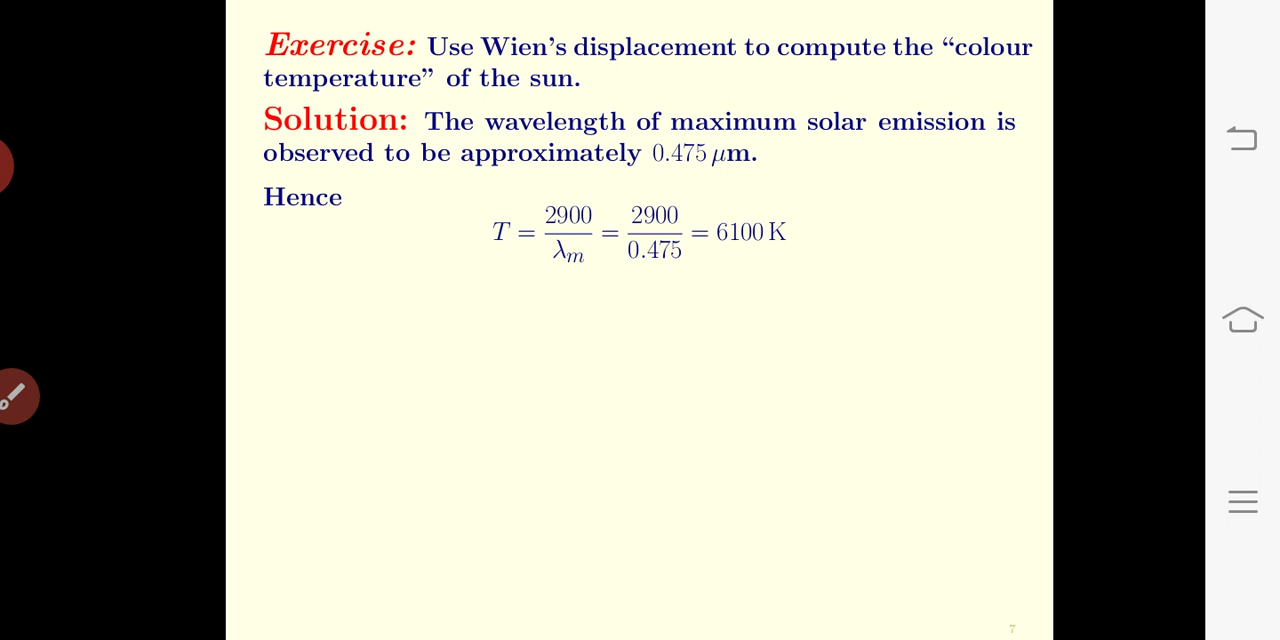 Exercise: Use Wien's displacement to compute the “colour
temperature” of the sun.
Solution: The wavelength of maximum solar emission is
observed to be approximately 0.475 μm.
Hence
T = 2900/λm = 2900/0.475 = 6100 K
7